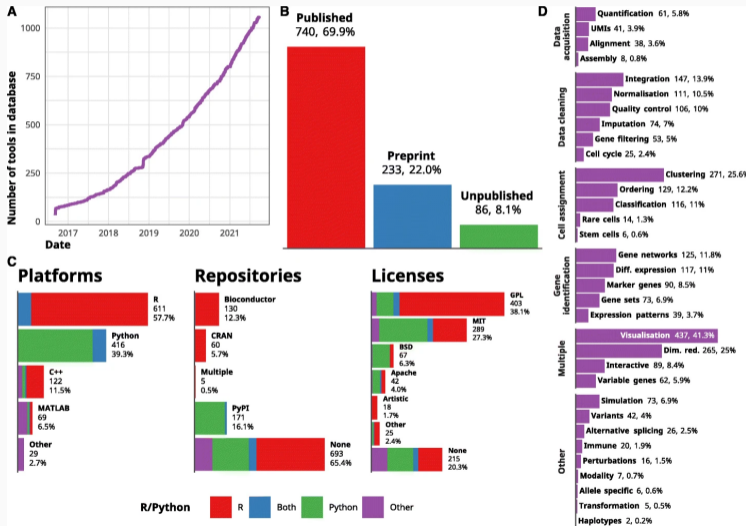 A
Number of tools in database
1000
750
500
250
0
2017 2018 2019 2020 2021
Date
B
Published
740, 69.9%
Preprint
233, 22.0%
Unpublished
86, 8.1%
C
Platforms
R
611
57.7%
Python
416
39.3%
C++
122
11.5%
MATLAB
69
6.5%
Other
29
2.7%
Repositories
Bioconductor
130
12.3%
CRAN
60
5.7%
Multiple
5
0.5%
PyPI
171
16.1%
None
693
65.4%
Licenses
GPL
403
38.1%
MIT
289
27.3%
BSD
67
6.3%
Apache
42
4.0%
Artistic
18
1.7%
Other
25
2.4%
None
215
20.3%
R/Python R Both Python Other
D
Data
acquisition
Quantification 61, 5.8%
UMIs 41, 3.9%
Alignment 38, 3.6%
Assembly 8, 0.8%
Data cleaning
Integration 147, 13.9%
Normalisation 111, 10.5%
Quality control 106, 10%
Imputation 74, 7%
Gene filtering 53, 5%
Cell cycle 25, 2.4%
Cell assignment
Clustering 271, 25.6%
Ordering 129, 12.2%
Classification 116, 11%
Rare cells 14, 1.3%
Stem cells 6, 0.6%
Gene
identification
Gene networks 125, 11.8%
Diff. expression 117, 11%
Marker genes 90, 8.5%
Gene sets 73, 6.9%
Expression patterns 39, 3.7%
Multiple
Visualisation 437, 41.3%
Dim. red. 265, 25%
Interactive 89, 8.4%
Variable genes 62, 5.9%
Other
Simulation 73, 6.9%
Variants 42, 4%
Alternative splicing 26, 2.5%
Immune 20, 1.9%
Perturbations 16, 1.5%
Modality 7, 0.7%
Allele specific 6, 0.6%
Transformation 5, 0.5%
Haplotypes 2, 0.2%